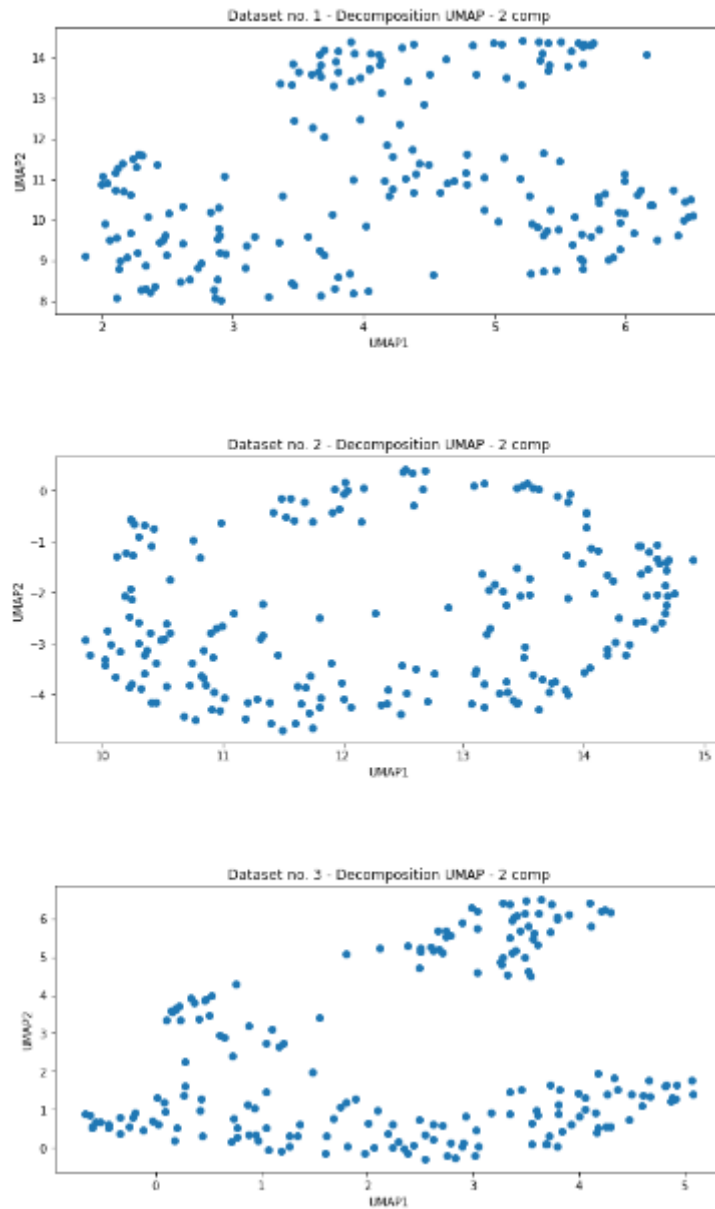 Dataset no. 1 - Decomposition UMAP - 2 comp
14
13
12
11
10
9
8
UMAP2
2 3 4 5 6
UMAP1
Dataset no. 2 - Decomposition UMAP - 2 comp
0
−1
−2
−3
−4
UMAP2
10 11 12 13 14 15
UMAP1
Dataset no. 3 - Decomposition UMAP - 2 comp
6
5
4
3
2
1
0
UMAP2
0 1 2 3 4 5
UMAP1